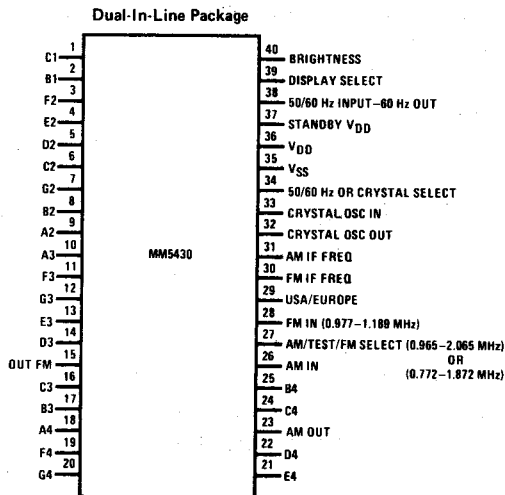 Dual-In-Line Package
MM5430
C1 1
B1 2
F2 3
E2 4
D2 5
C2 6
G2 7
B2 8
A2 9
A3 10
F3 11
G3 12
E3 13
D3 14
OUT FM 15
C3 16
B3 17
A4 18
F4 19
G4 20
40 BRIGHTNESS
39 DISPLAY SELECT
38 50/60 Hz INPUT–60 Hz OUT
37 STANDBY VDD
36 VDD
35 VSS
34 50/60 Hz OR CRYSTAL SELECT
33 CRYSTAL OSC IN
32 CRYSTAL OSC OUT
31 AM IF FREQ
30 FM IF FREQ
29 USA/EUROPE
28 FM IN (0.977–1.189 MHz)
27 AM/TEST/FM SELECT (0.965–2.065 MHz)
OR
26 AM IN (0.772–1.872 MHz)
25 B4
24 C4
23 AM OUT
22 D4
21 E4